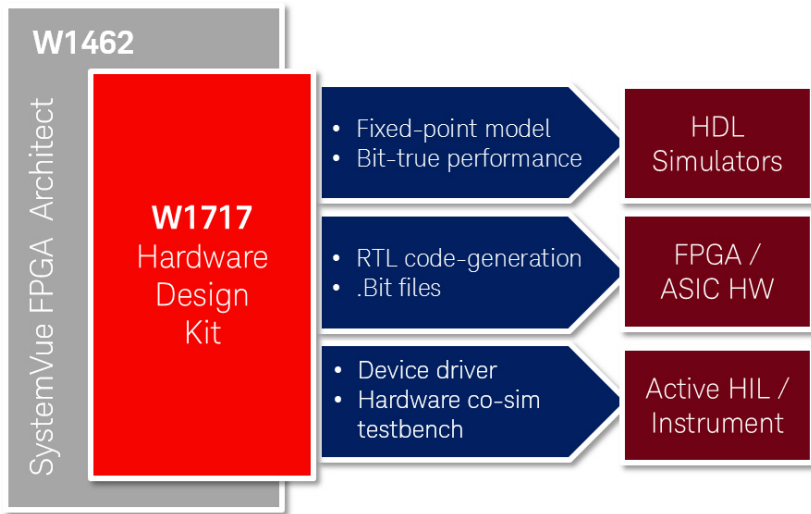 W1462
SystemVue FPGA Architect
W1717
Hardware
Design
Kit
• Fixed-point model
• Bit-true performance
HDL
Simulators
• RTL code-generation
• .Bit files
FPGA /
ASIC HW
• Device driver
• Hardware co-sim
testbench
Active HIL /
Instrument